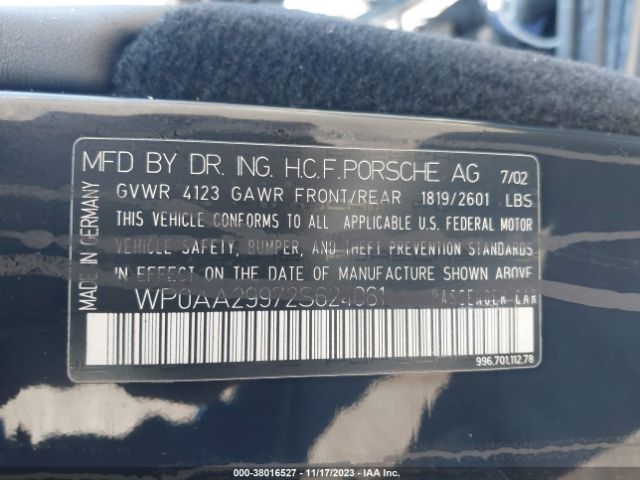 MFD BY DR. ING. H.C.F. PORSCHE AG 7/02
GVWR 4123 GAWR FRONT/REAR 1819/2601 LBS
THIS VEHICLE CONFORMS TO ALL APPLICABLE U.S. FEDERAL MOTOR
VEHICLE SAFETY, BUMPER, AND THEFT PREVENTION STANDARDS
IN EFFECT ON THE DATE OF MANUFACTURE SHOWN ABOVE
WP0AA29972S624061 PASSENGER CAR
MADE IN GERMANY
996.701.112.78
000-38016527 - 11/17/2023 - IAA Inc.